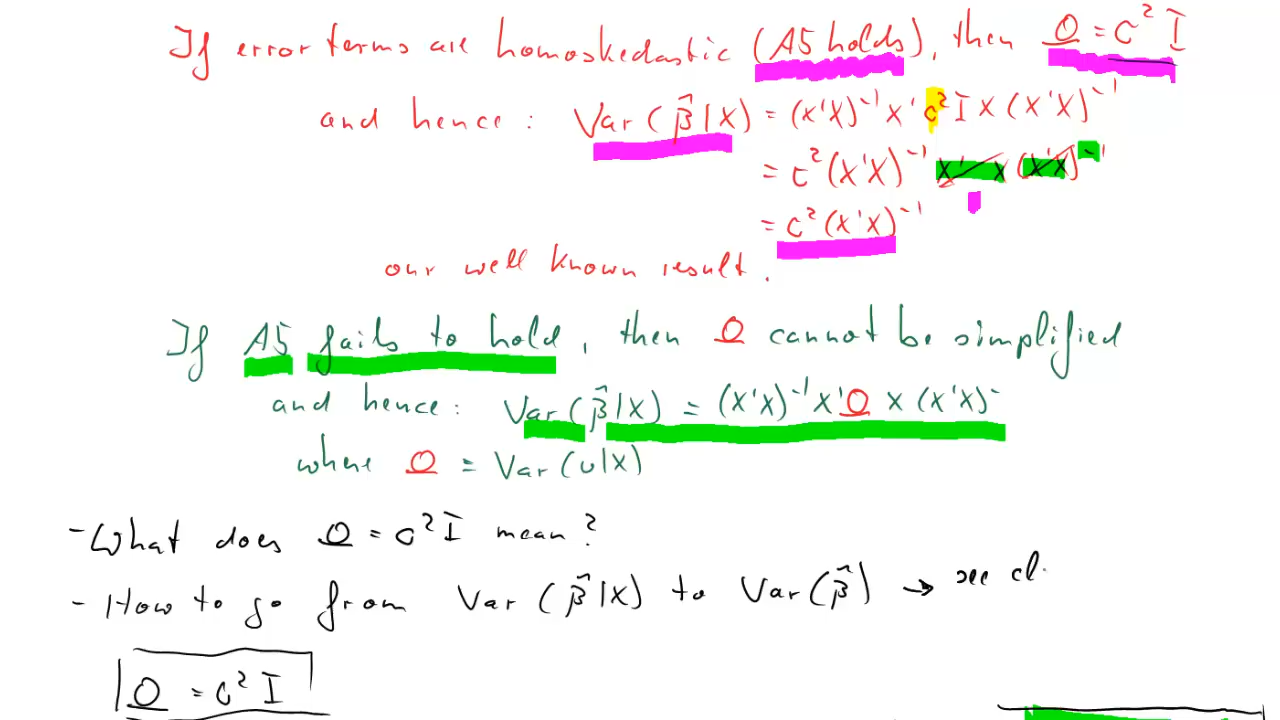 If error terms are homoskedastic (A5 holds), then Ω = σ² I
and hence: Var(β̂|X) = (X'X)⁻¹ X' σ² I X (X'X)⁻¹
= σ² (X'X)⁻¹ X' X (X'X)⁻¹
= σ² (X'X)⁻¹
our well known result.
If A5 fails to hold, then Ω cannot be simplified
and hence: Var(β̂|X) = (X'X)⁻¹ X' Ω X (X'X)⁻
where Ω = Var(u|X)
- What does Ω = σ² I mean?
- How to go from Var(β̂|X) to Var(β̂) → see
Ω = σ² I